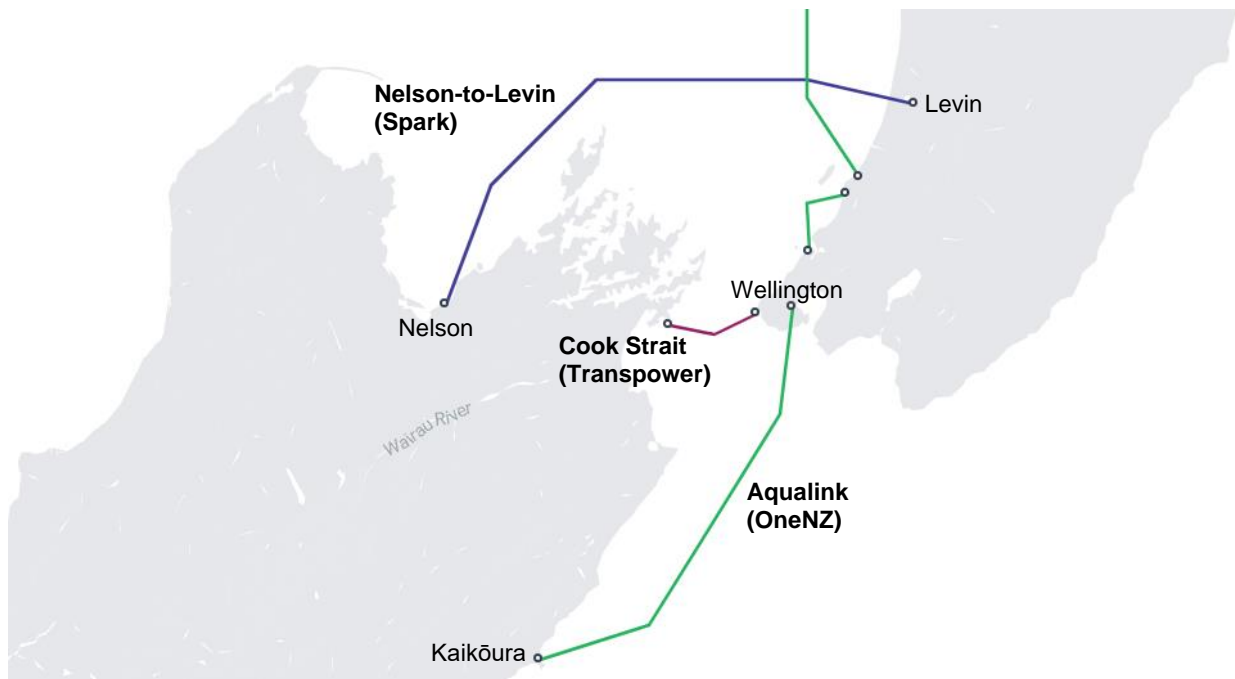 Nelson-to-Levin
(Spark)
Levin
Wellington
Nelson
Cook Strait
(Transpower)
Wairau River
Aqualink
(OneNZ)
Kaikōura